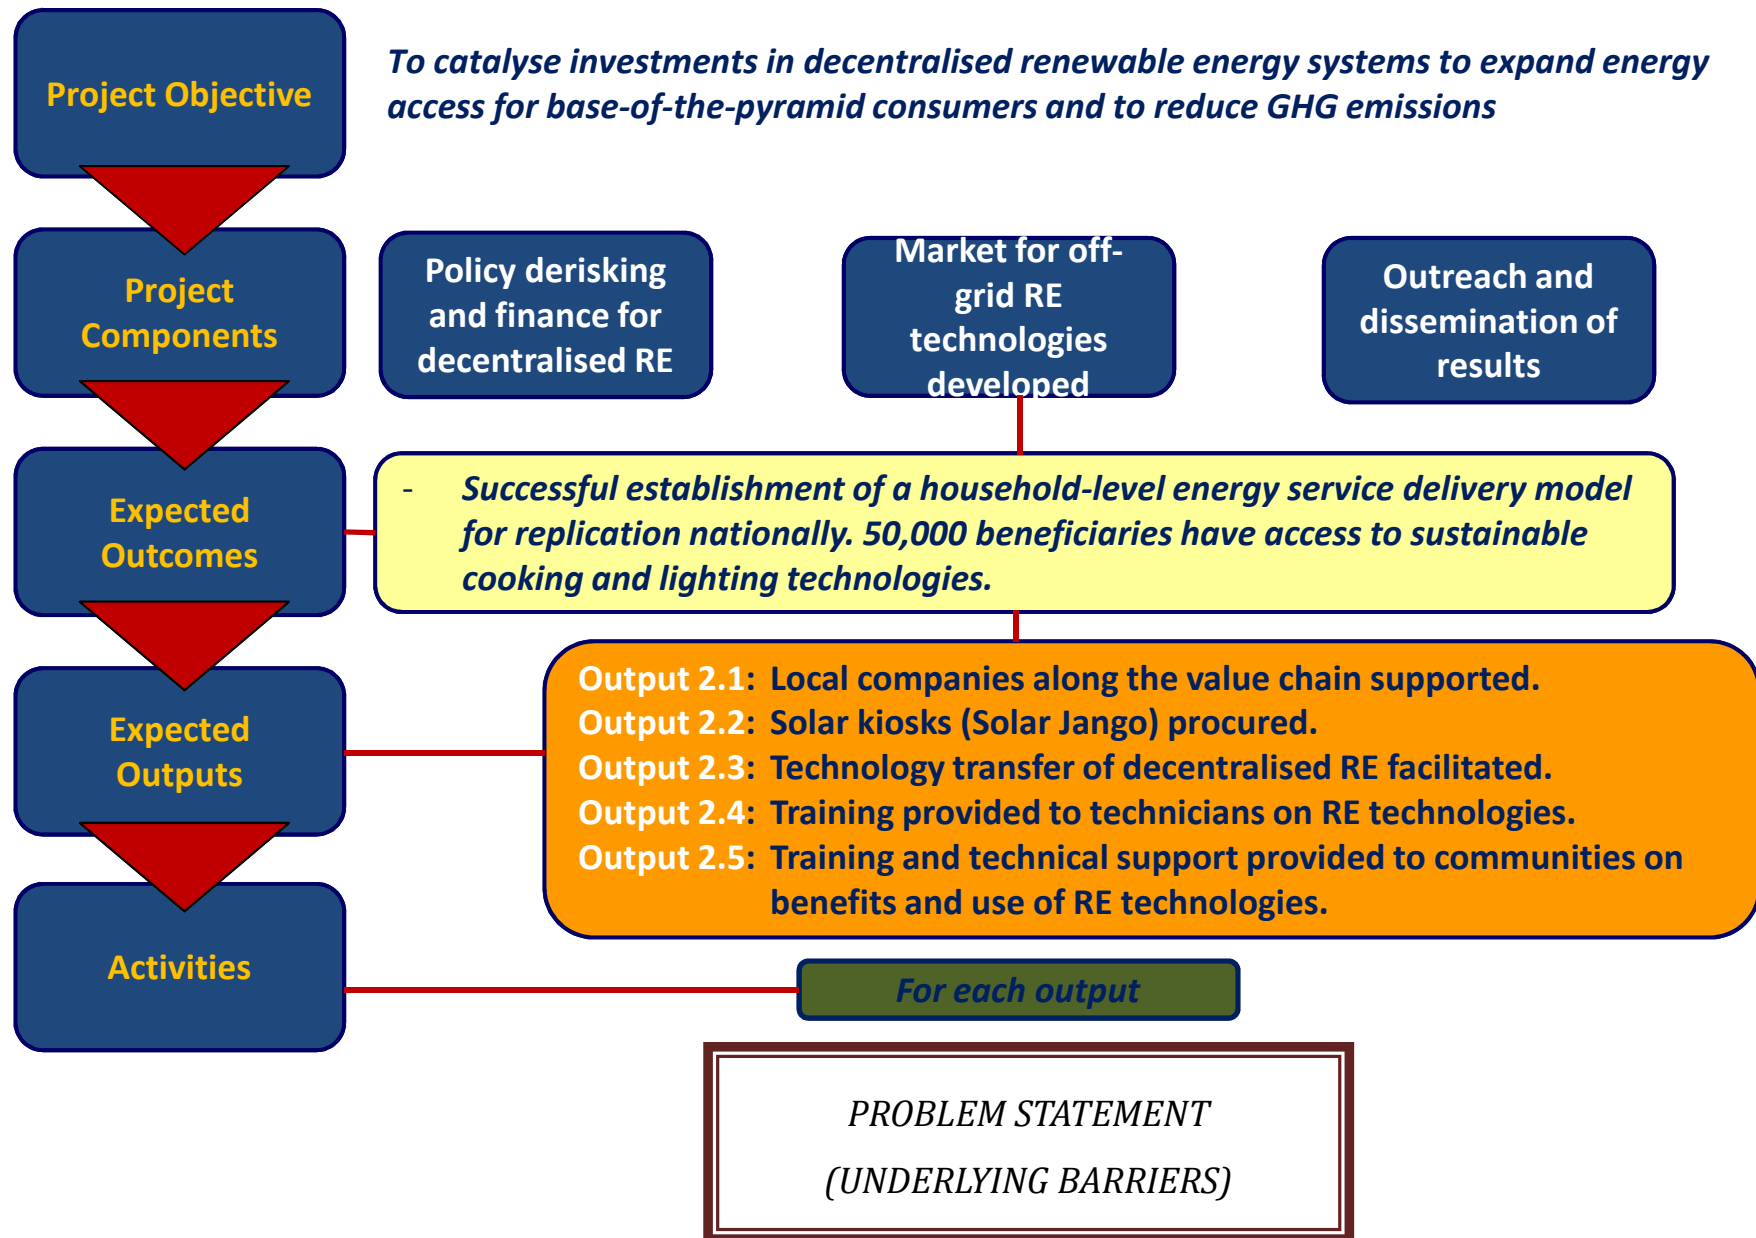 Project Objective
To catalyse investments in decentralised renewable energy systems to expand energy
access for base-of-the-pyramid consumers and to reduce GHG emissions
Project
Components
Policy derisking
and finance for
decentralised RE
Market for off-
grid RE
technologies
developed
Outreach and
dissemination of
results
Expected
Outcomes
- Successful establishment of a household-level energy service delivery model
for replication nationally. 50,000 beneficiaries have access to sustainable
cooking and lighting technologies.
Expected
Outputs
Output 2.1: Local companies along the value chain supported.
Output 2.2: Solar kiosks (Solar Jango) procured.
Output 2.3: Technology transfer of decentralised RE facilitated.
Output 2.4: Training provided to technicians on RE technologies.
Output 2.5: Training and technical support provided to communities on
benefits and use of RE technologies.
Activities
For each output
PROBLEM STATEMENT
(UNDERLYING BARRIERS)